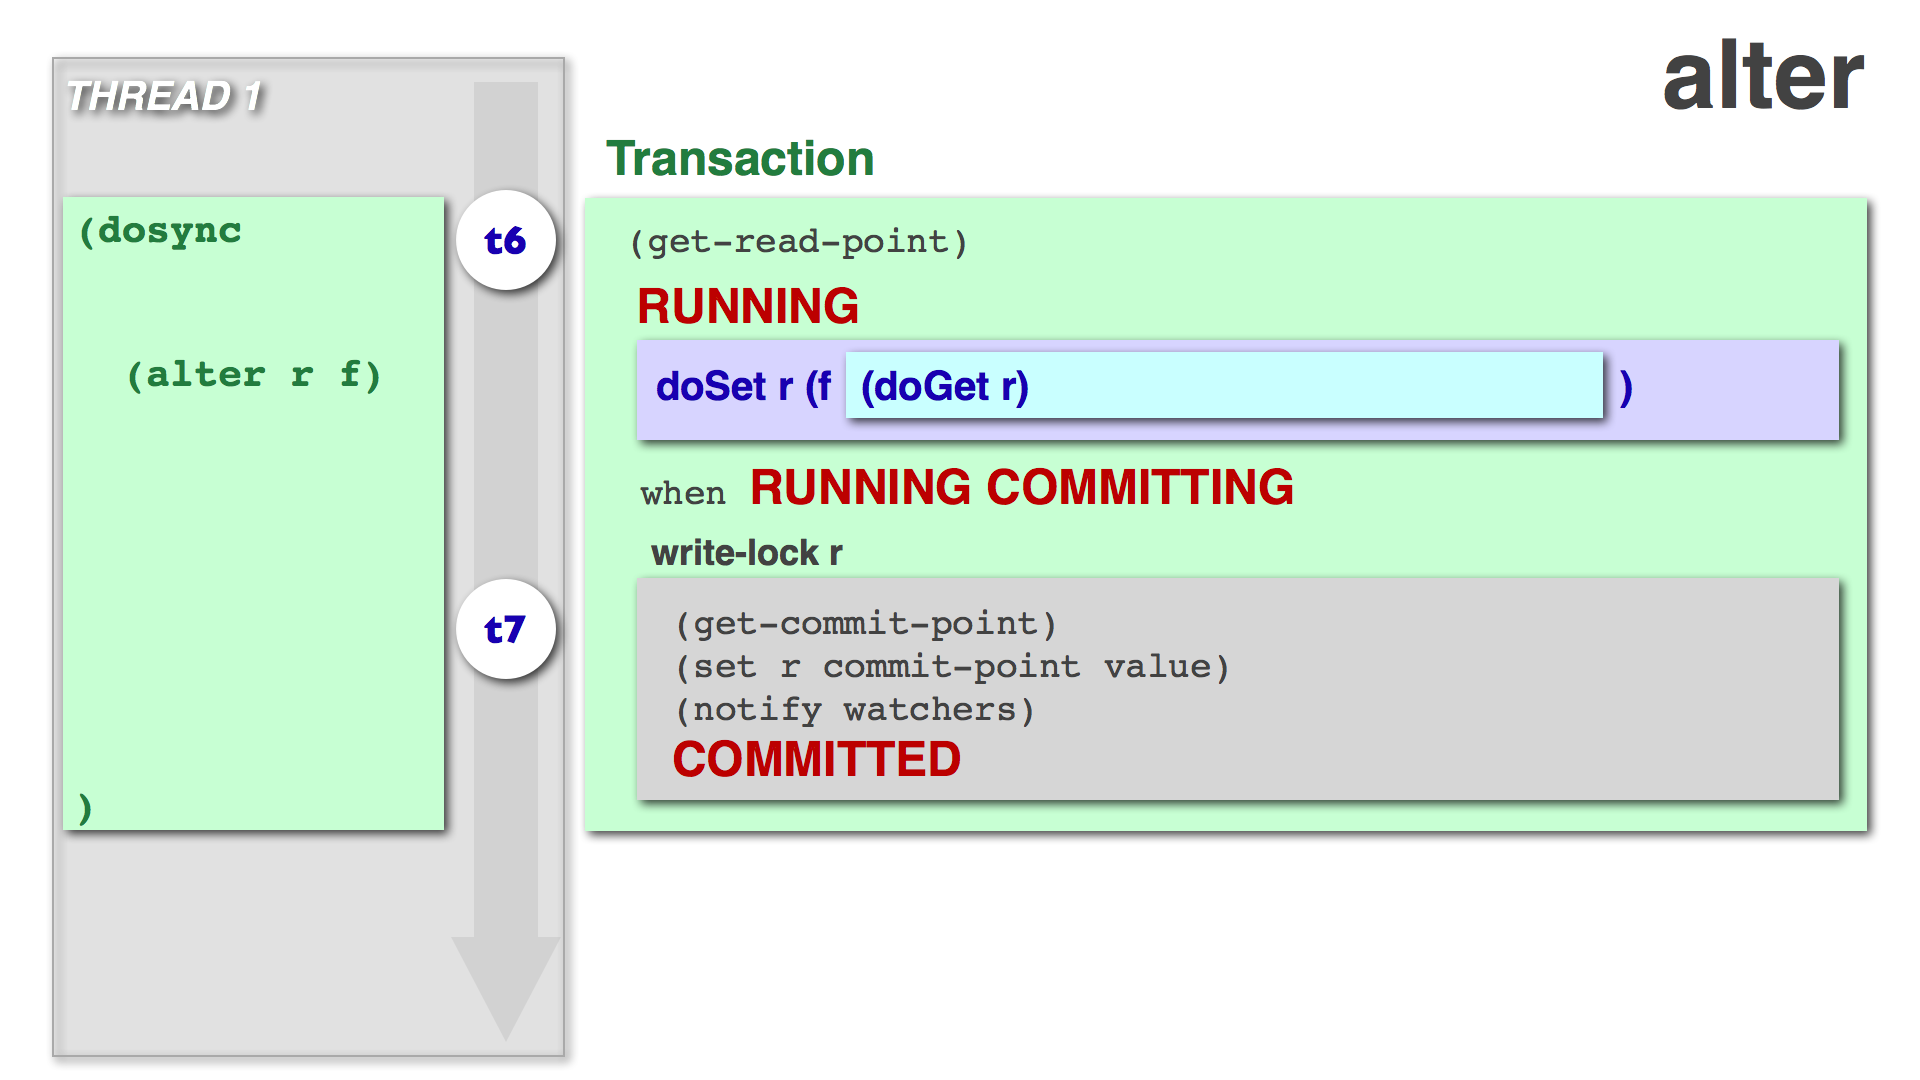 alter
THREAD 1
(dosync
(alter r f)
)
t6
t7
Transaction
(get-read-point)
RUNNING
doSet r (f (doGet r) )
when RUNNING COMMITTING
write-lock r
(get-commit-point)
(set r commit-point value)
(notify watchers)
COMMITTED